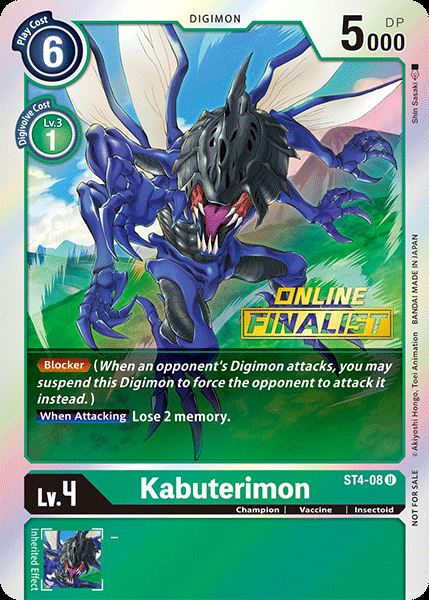 Play Cost
6
DIGIMON
DP
5000
Digivolve Cost
Lv.3
1
Shin Sasaki
ONLINE
FINALIST
©Akiyoshi Hongo, Toei Animation BANDAI MADE IN JAPAN
NOT FOR SALE
Blocker (When an opponent's Digimon attacks, you may
suspend this Digimon to force the opponent to attack it
instead.)
When Attacking Lose 2 memory.
Lv.4
Kabuterimon
ST4-08 U
Champion | Vaccine | Insectoid
Inherited Effect
–